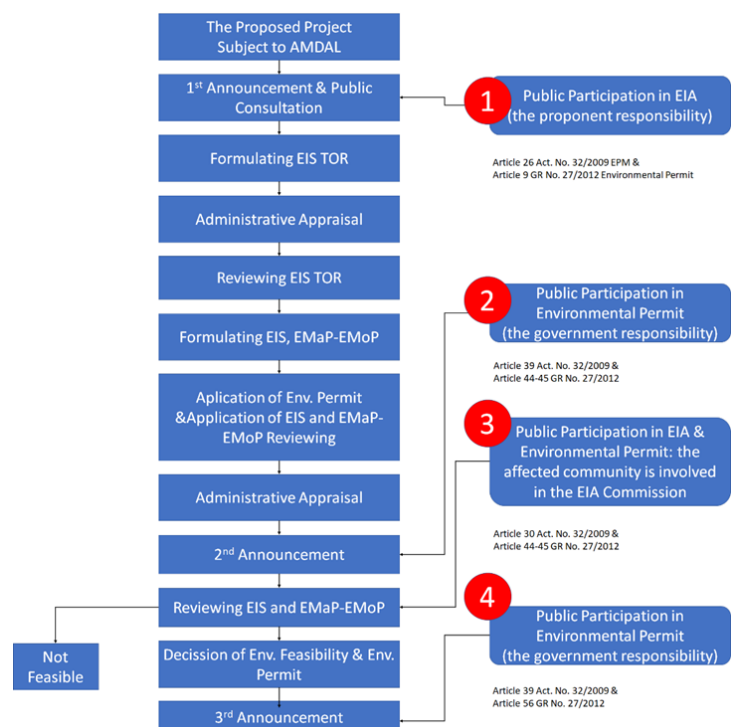 The Proposed Project
Subject to AMDAL
1st Announcement & Public
Consultation
1
Public Participation in EIA
(the proponent responsibility)
Article 26 Act. No. 32/2009 EPM &
Article 9 GR No. 27/2012 Environmental Permit
Formulating EIS TOR
Administrative Appraisal
Reviewing EIS TOR
2
Public Participation in
Environmental Permit
(the government responsibility)
Article 39 Act. No. 32/2009 &
Article 44-45 GR No. 27/2012
Formulating EIS, EMaP-EMoP
Aplication of Env. Permit
&Application of EIS and EMaP-
EMoP Reviewing
3
Public Participation in EIA &
Environmental Permit: the
affected community is involved
in the EIA Commission
Article 30 Act. No. 32/2009 &
Article 44-45 GR No. 27/2012
Administrative Appraisal
2nd Announcement
Reviewing EIS and EMaP-EMoP
4
Public Participation in
Environmental Permit
(the government responsibility)
Article 39 Act. No. 32/2009 &
Article 56 GR No. 27/2012
Not
Feasible
Decission of Env. Feasibility & Env.
Permit
3rd Announcement